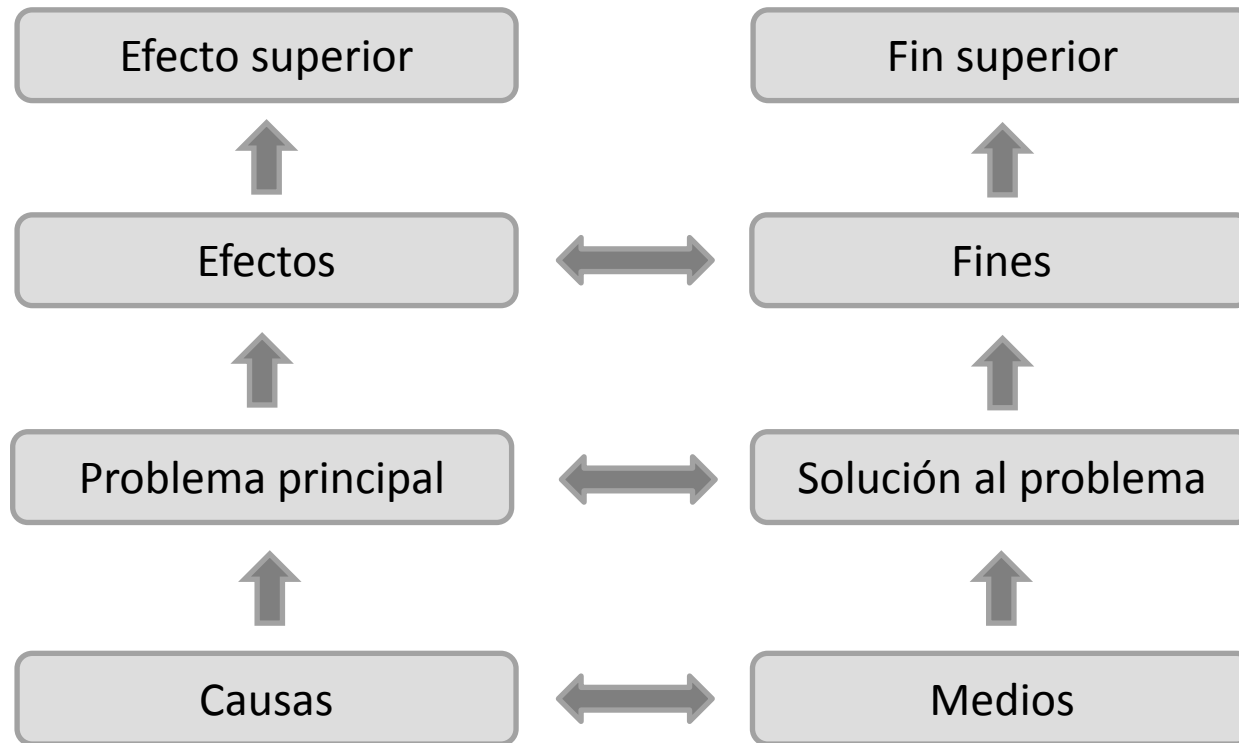 Efecto superior
Fin superior
Efectos
Fines
Problema principal
Solución al problema
Causas
Medios